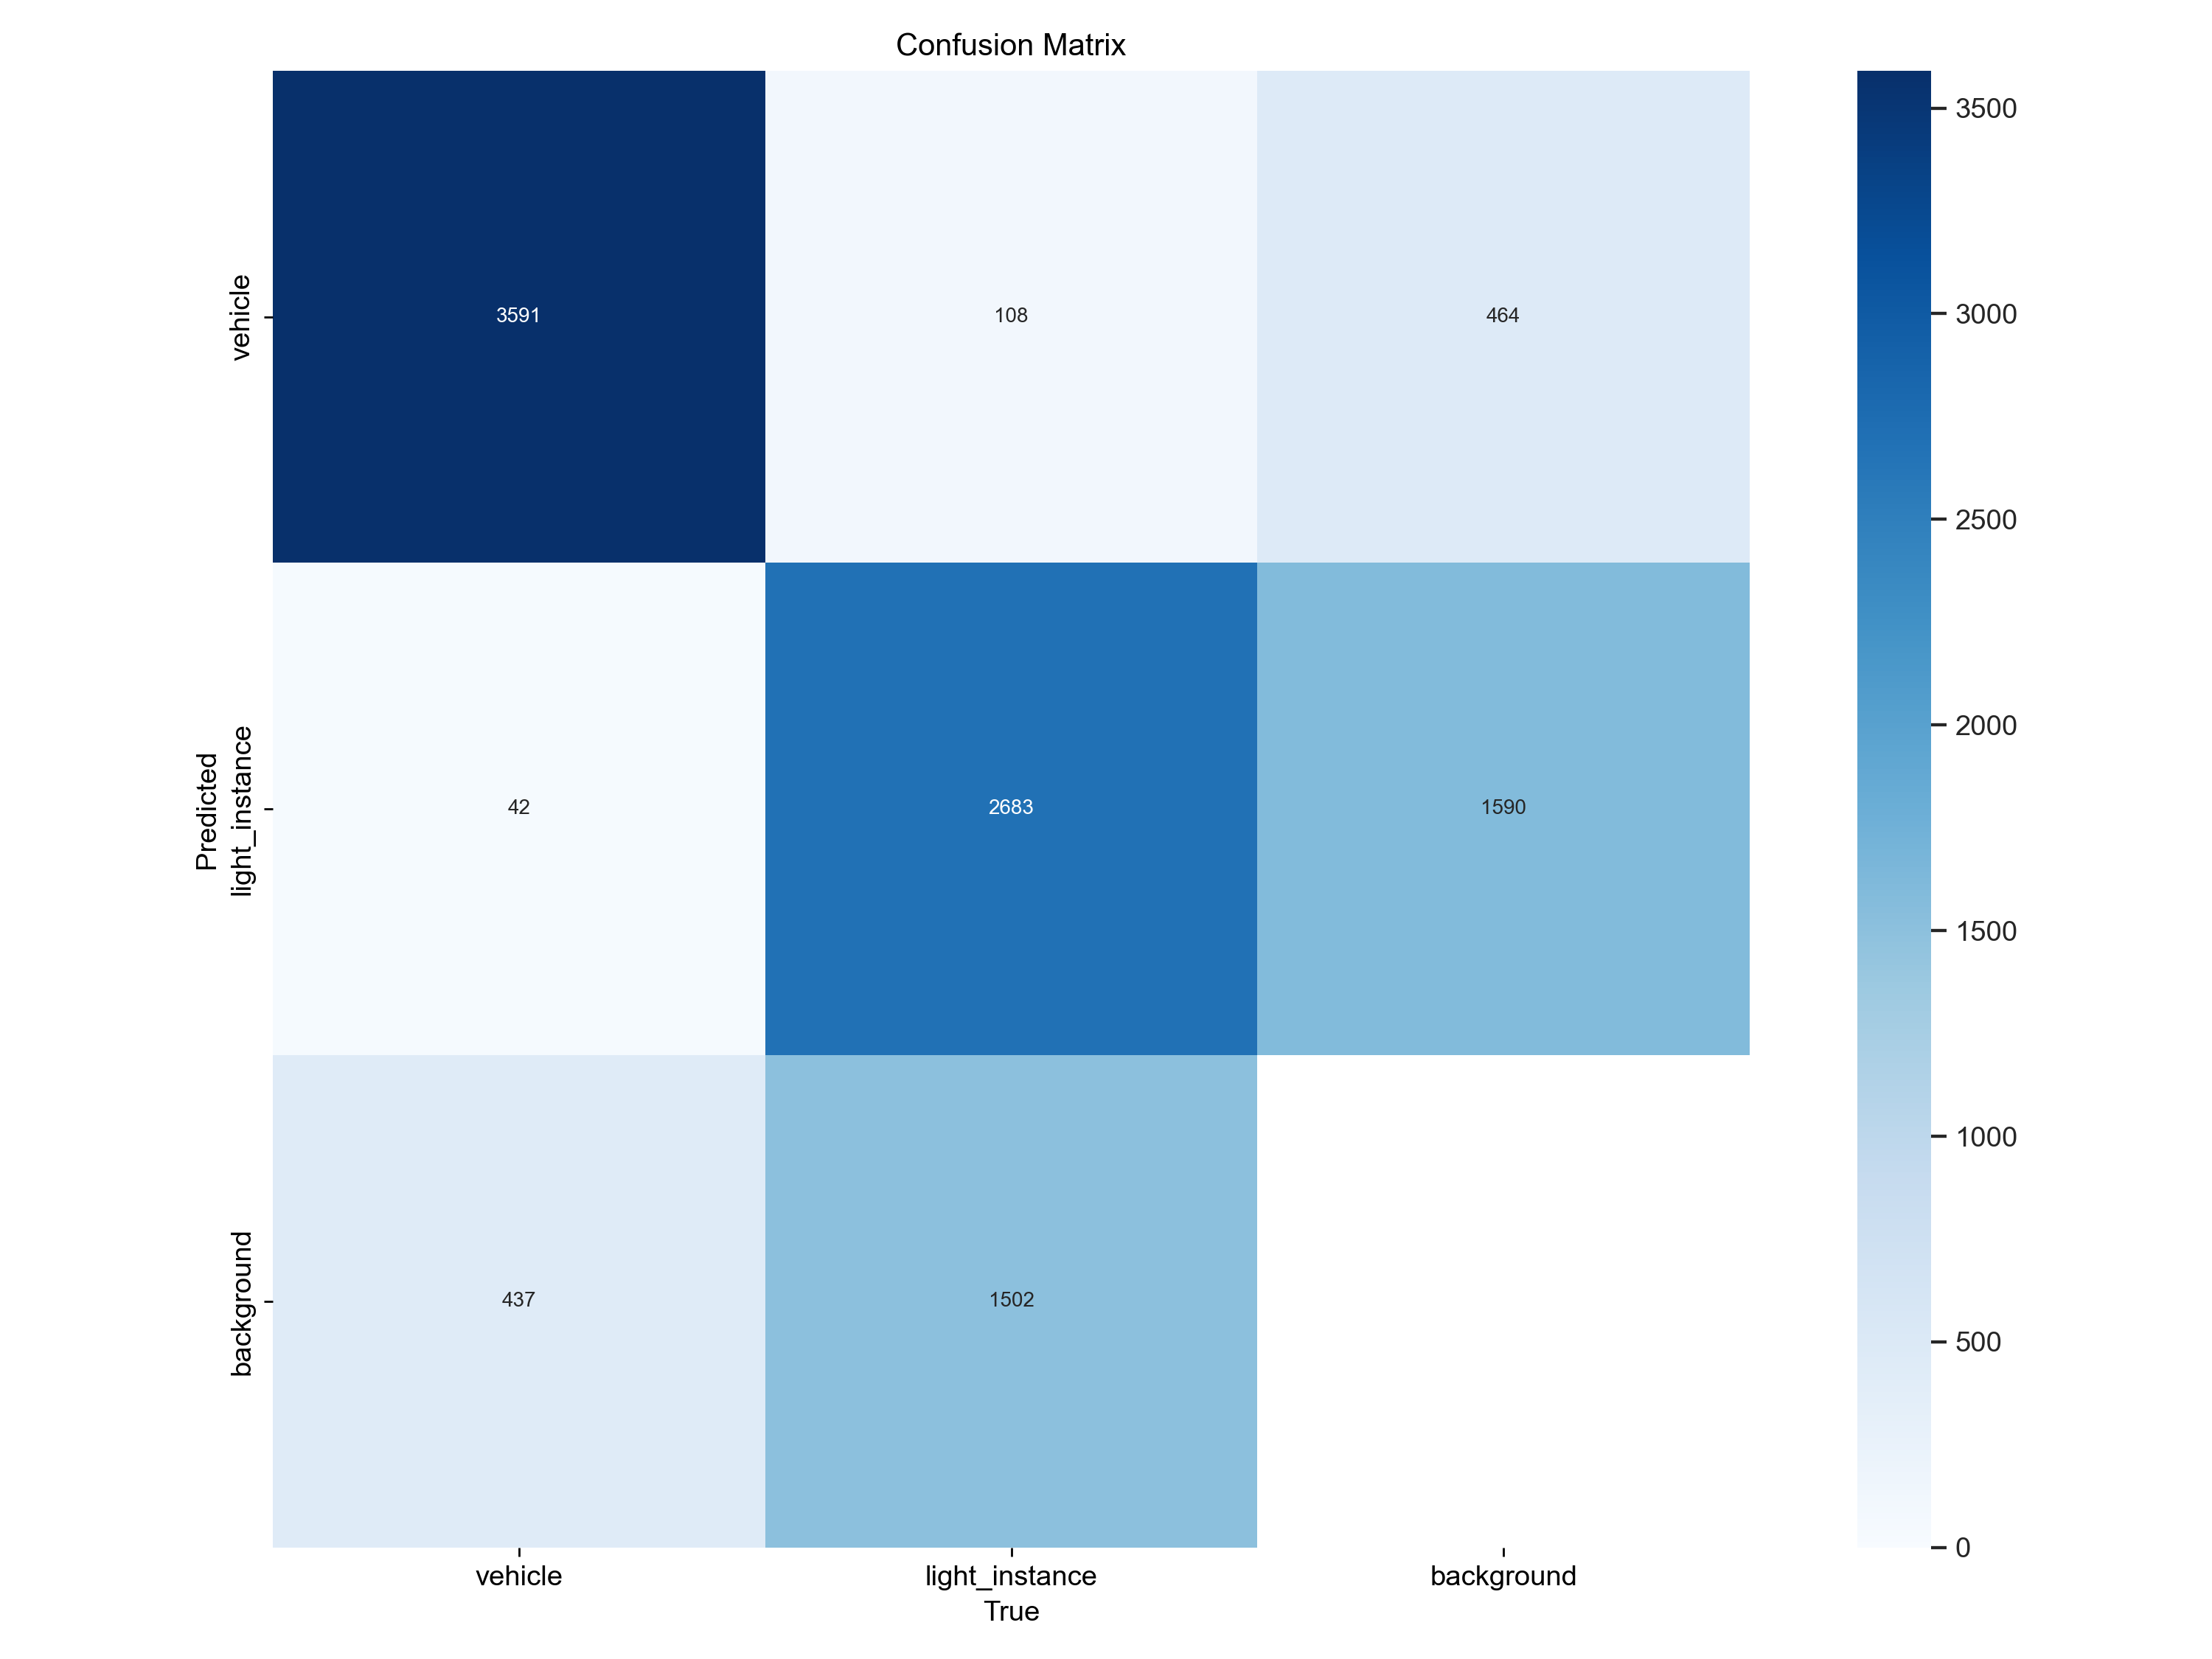 Confusion Matrix
vehicle
3591
108
464
3500
3000
2500
Predicted
light_instance
42
2683
1590
2000
1500
background
437
1502
1000
500
0
vehicle
light_instance
background
True